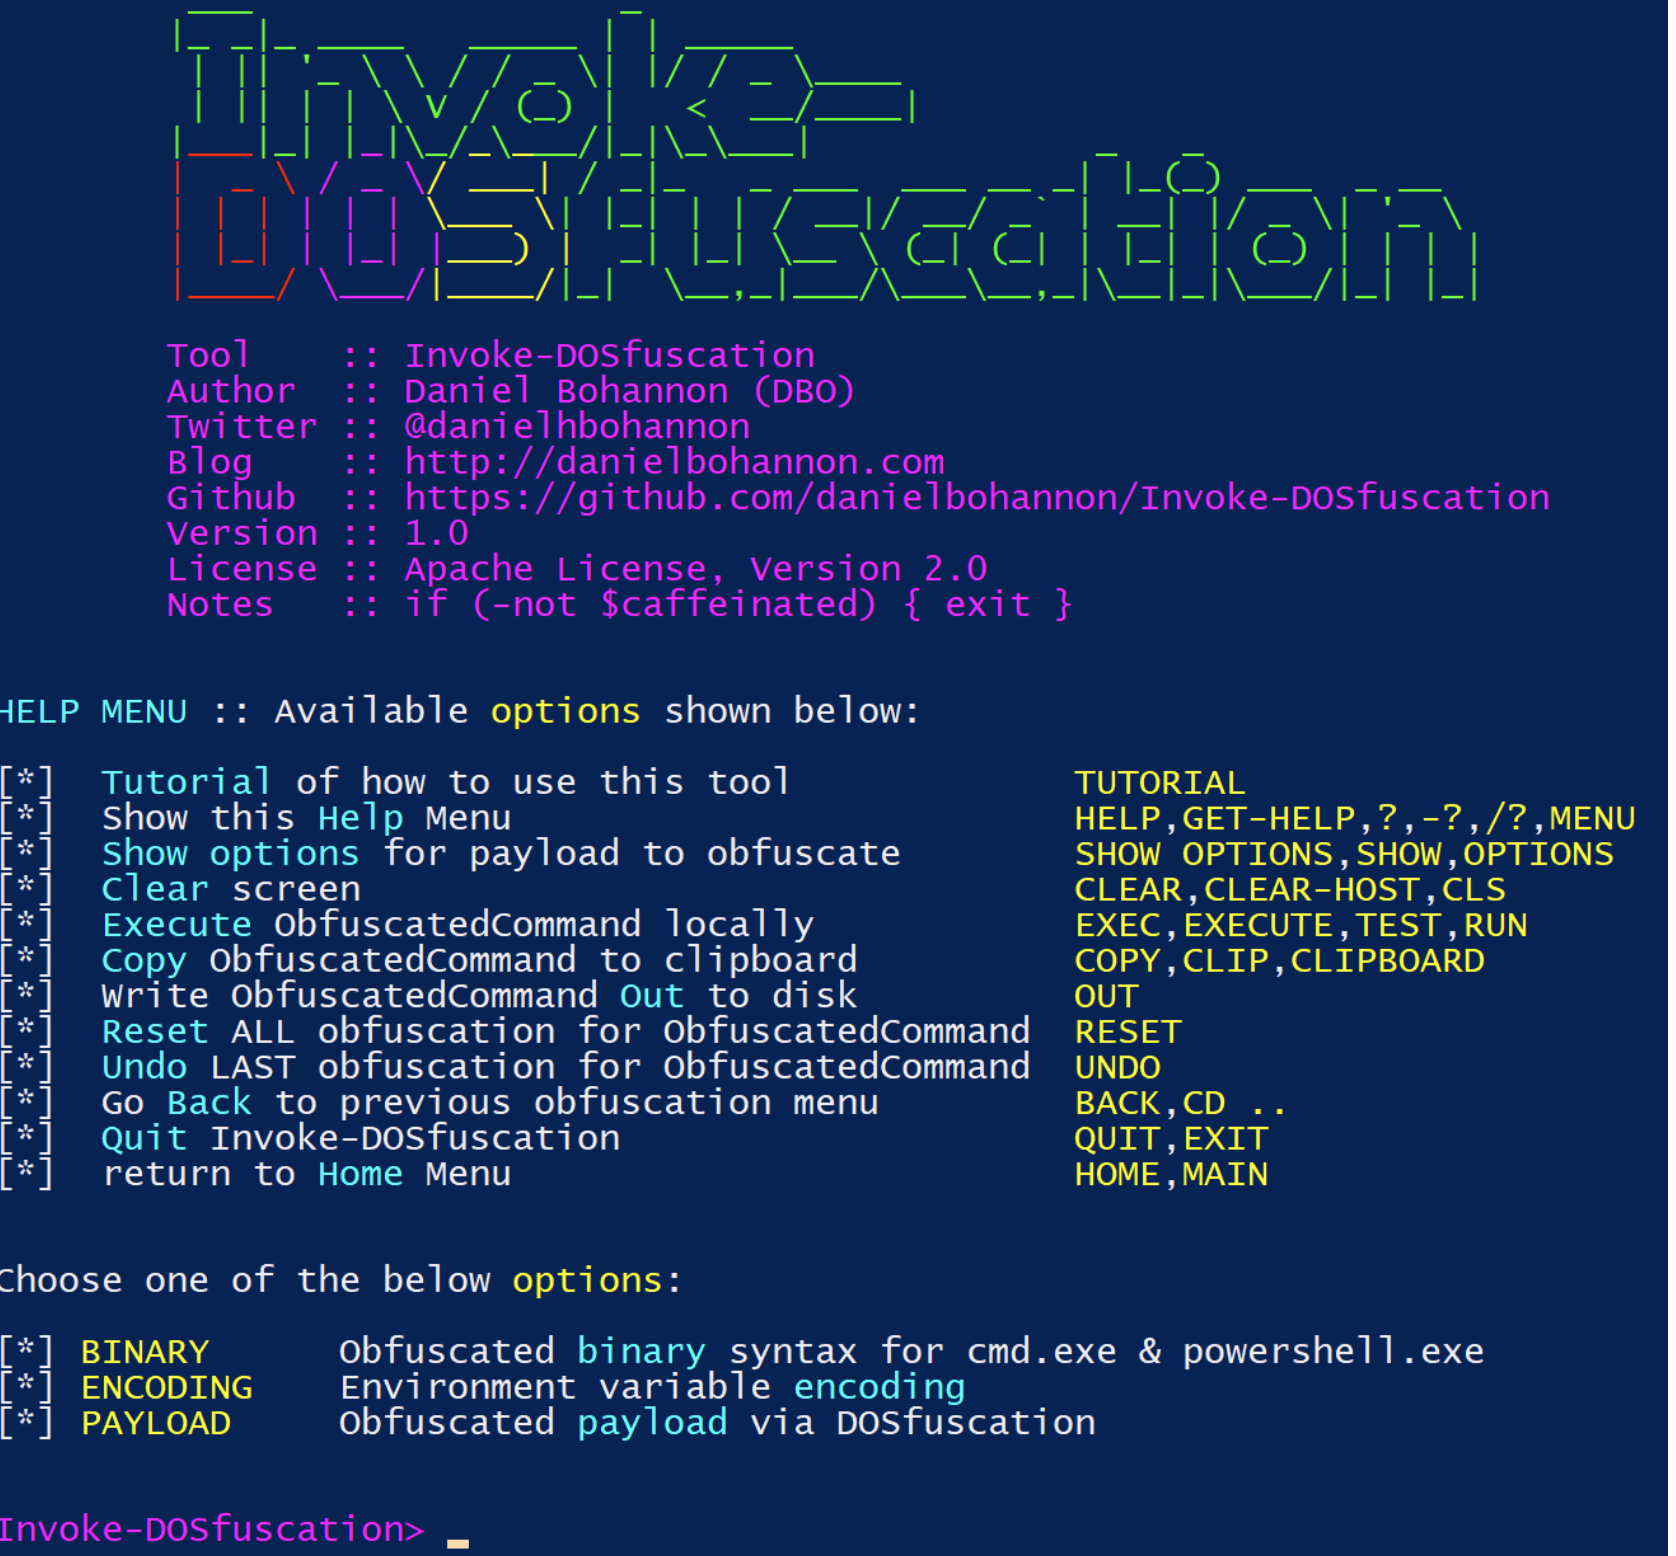 Invoke-
DOSfuscation
Tool    :: Invoke-DOSfuscation
Author  :: Daniel Bohannon (DBO)
Twitter :: @danielhbohannon
Blog    :: http://danielbohannon.com
Github  :: https://github.com/danielbohannon/Invoke-DOSfuscation
Version :: 1.0
License :: Apache License, Version 2.0
Notes   :: if (-not $caffeinated) { exit }
HELP MENU :: Available options shown below:
[*]  Tutorial of how to use this tool             TUTORIAL
[*]  Show this Help Menu                          HELP,GET-HELP,?,-?,/?,MENU
[*]  Show options for payload to obfuscate        SHOW OPTIONS,SHOW,OPTIONS
[*]  Clear screen                                 CLEAR,CLEAR-HOST,CLS
[*]  Execute ObfuscatedCommand locally            EXEC,EXECUTE,TEST,RUN
[*]  Copy ObfuscatedCommand to clipboard          COPY,CLIP,CLIPBOARD
[*]  Write ObfuscatedCommand Out to disk          OUT
[*]  Reset ALL obfuscation for ObfuscatedCommand  RESET
[*]  Undo LAST obfuscation for ObfuscatedCommand  UNDO
[*]  Go Back to previous obfuscation menu         BACK,CD ..
[*]  Quit Invoke-DOSfuscation                     QUIT,EXIT
[*]  return to Home Menu                          HOME,MAIN
Choose one of the below options:
[*] BINARY      Obfuscated binary syntax for cmd.exe & powershell.exe
[*] ENCODING    Environment variable encoding
[*] PAYLOAD     Obfuscated payload via DOSfuscation
Invoke-DOSfuscation> _